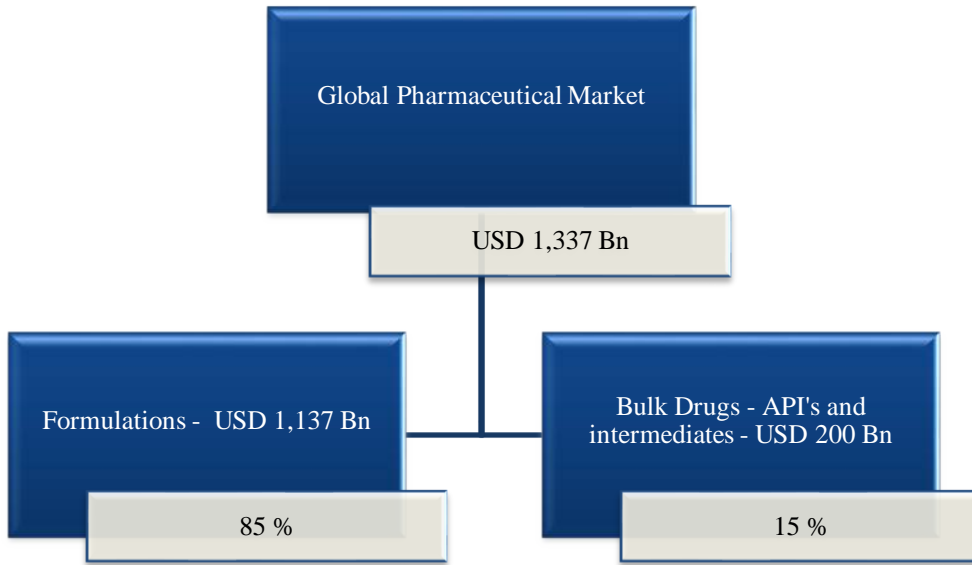 Global Pharmaceutical Market
USD 1,337 Bn
Formulations -  USD 1,137 Bn
85 %
Bulk Drugs - API's and
intermediates - USD 200 Bn
15 %